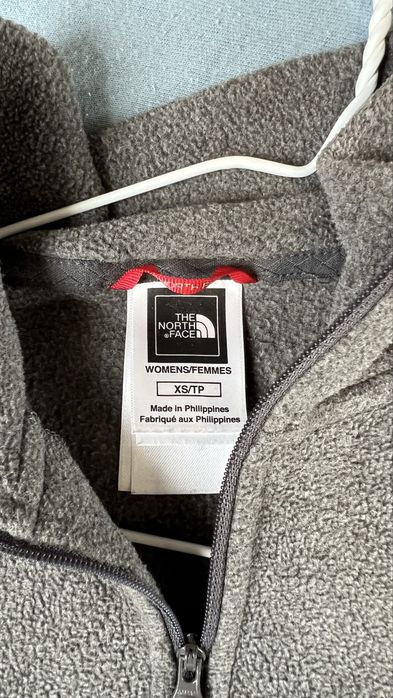 THE
NORTH
®FACE
WOMENS/FEMMES
XS/TP
Made in Philippines
Fabriqué aux Philippines